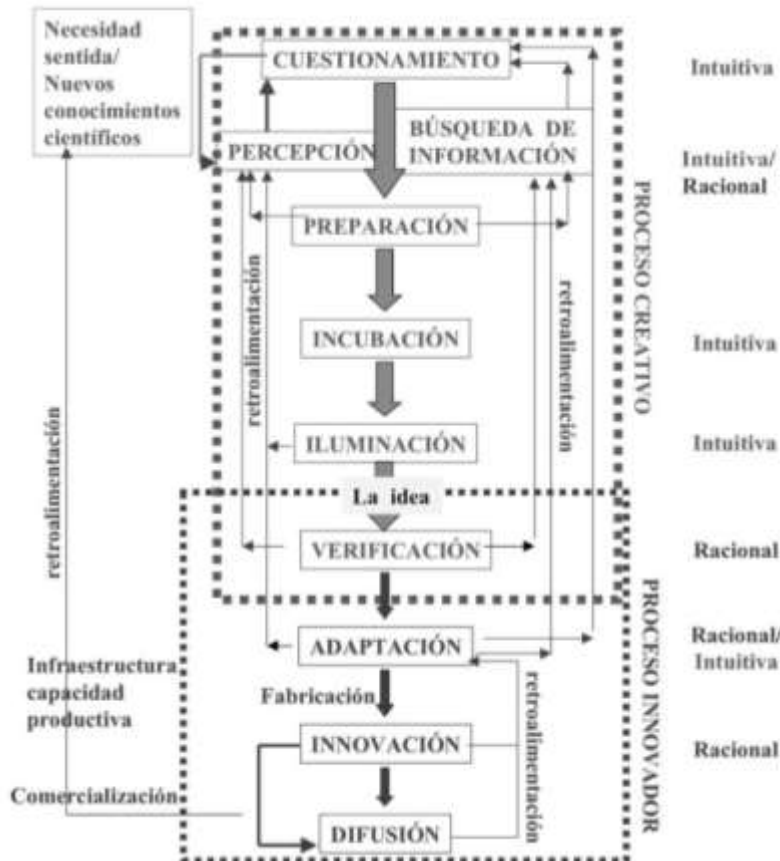 Necesidad
sentida/
Nuevos
conocimientos
científicos
CUESTIONAMIENTO
Intuitiva
PERCEPCIÓN
BÚSQUEDA DE
INFORMACIÓN
Intuitiva/
Racional
PREPARACIÓN
INCUBACIÓN
Intuitiva
ILUMINACIÓN
Intuitiva
La idea
VERIFICACIÓN
Racional
ADAPTACIÓN
Racional/
Intuitiva
Infraestructura
capacidad
productiva
Fabricación
INNOVACIÓN
Racional
Comercialización
DIFUSIÓN
retroalimentación
retroalimentación
retroalimentación
retroalimentación
PROCESO CREATIVO
PROCESO INNOVADOR